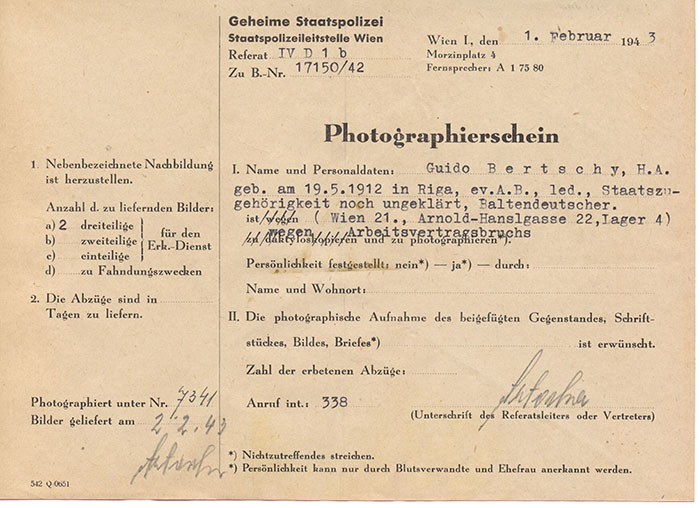 Geheime Staatspolizei
Staatspolizeileitstelle Wien
Referat IV D 1 b
Zu B.-Nr. 17150/42
Wien I., den 1. Februar 1943
Morzinplatz 4
Fernsprecher: A 1 75 80
Photographierschein
1. Nebenbezeichnete Nachbildung
ist herzustellen.
Anzahl d. zu liefernden Bilder:
a) 2 dreiteilige
b) zweiteilige
c) einteilige
für den
Erk.-Dienst
d) zu Fahndungszwecken
2. Die Abzüge sind in
Tagen zu liefern.
Photographiert unter Nr. 7341
Bilder geliefert am 2.2.43
542 Q 0651
I. Name und Personaldaten: Guido Bertschy, H.A.
geb. am 19.5.1912 in Riga, ev.A.B., led., Staatszu-
gehörigkeit noch ungeklärt, Baltendeutscher.
ist wegen ( Wien 21., Arnold-Hanslgasse 22, Lager 4)
wegen Arbeitsvertragsbruchs
zu daktyloskopieren und zu photographieren*).
Persönlichkeit festgestellt: nein*) — ja*) — durch:
Name und Wohnort:
II. Die photographische Aufnahme des beigefügten Gegenstandes, Schrift-
stückes, Bildes, Briefes*) ist erwünscht.
Zahl der erbetenen Abzüge:
Anruf int.: 338
(Unterschrift des Referatsleiters oder Vertreters)
*) Nichtzutreffendes streichen.
*) Persönlichkeit kann nur durch Blutsverwandte und Ehefrau anerkannt werden.